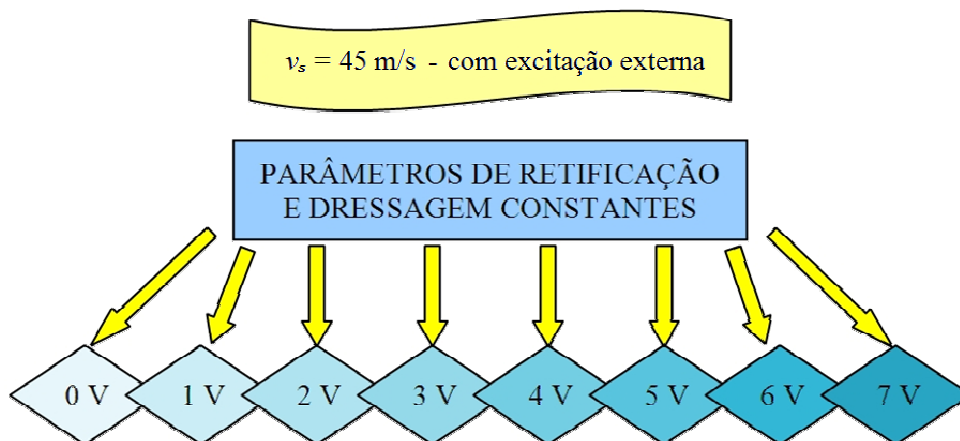 vs = 45 m/s - com excitação externa
PARÂMETROS DE RETIFICAÇÃO
E DRESSAGEM CONSTANTES
0 V 1 V 2 V 3 V 4 V 5 V 6 V 7 V